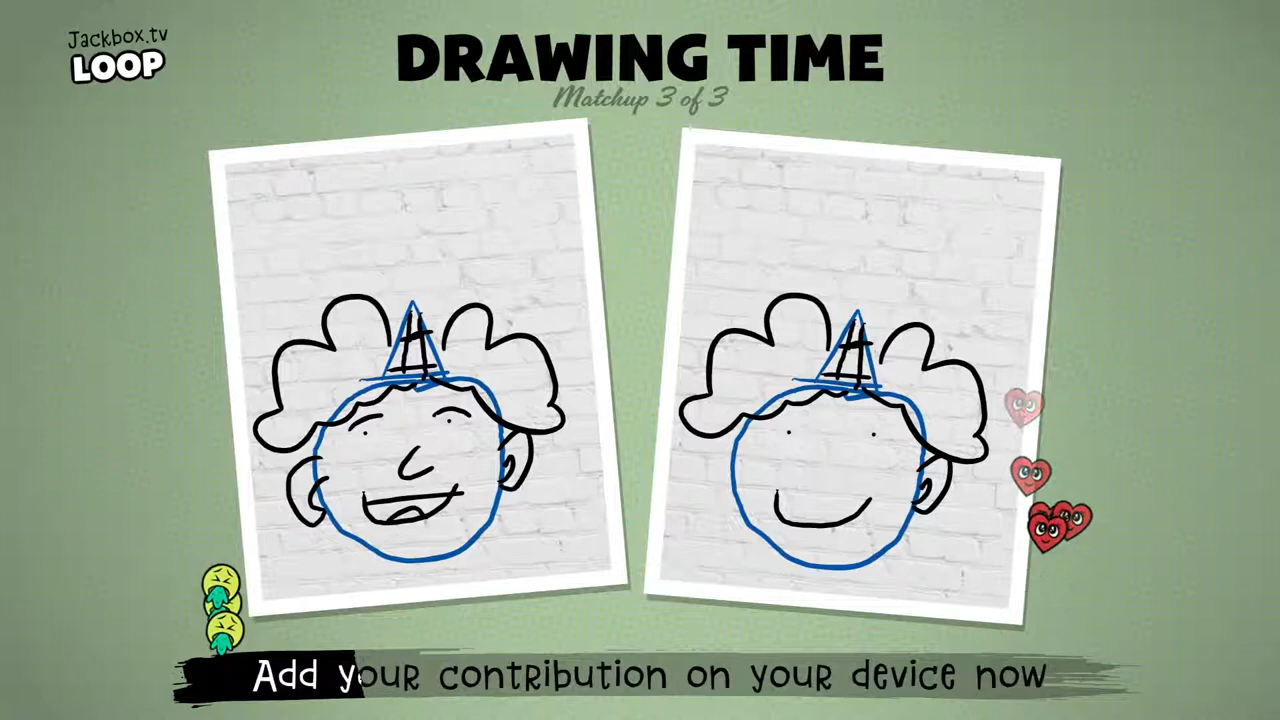 Jackbox.tv
LOOP
DRAWING TIME
Matchup 3 of 3
Add your contribution on your device now